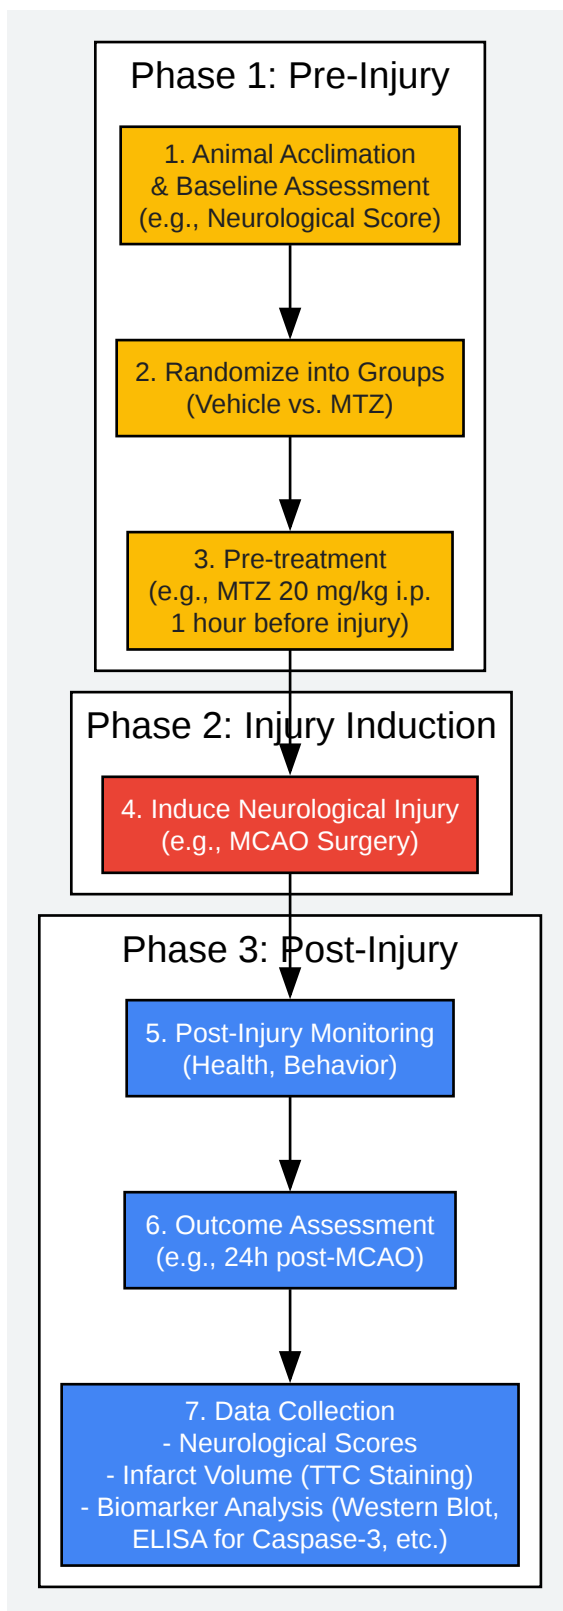 Phase 1: Pre-Injury
1. Animal Acclimation
& Baseline Assessment
(e.g., Neurological Score)
2. Randomize into Groups
(Vehicle vs. MTZ)
3. Pre-treatment
(e.g., MTZ 20 mg/kg i.p.
1 hour before injury)
Phase 2: Injury Induction
4. Induce Neurological Injury
(e.g., MCAO Surgery)
Phase 3: Post-Injury
5. Post-Injury Monitoring
(Health, Behavior)
6. Outcome Assessment
(e.g., 24h post-MCAO)
7. Data Collection
- Neurological Scores
- Infarct Volume (TTC Staining)
- Biomarker Analysis (Western Blot,
ELISA for Caspase-3, etc.)